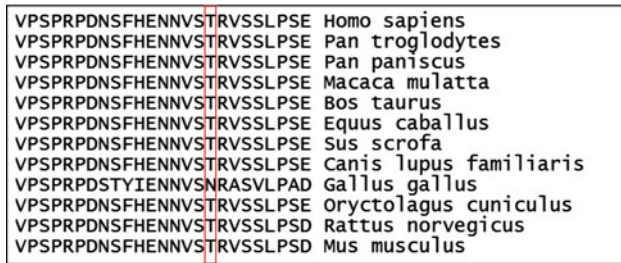 VPSPRPDNSFHENNVSTRVSSLPSE Homo sapiens
VPSPRPDNSFHENNVSTRVSSLPSE Pan troglodytes
VPSPRPDNSFHENNVSTRVSSLPSE Pan paniscus
VPSPRPDNSFHENNVSTRVSSLPSE Macaca mulatta
VPSPRPDNSFHENNVSTRVSSLPSE Bos taurus
VPSPRPDNSFHENNVSTRVSSLPSE Equus caballus
VPSPRPDNSFHENNVSTRVSSLPSE Sus scrofa
VPSPRPDNSFHENNVSTRVSSLPSE Canis lupus familiaris
VPSPRPDSTYIENNVSNRASVLPAD Gallus gallus
VPSPRPDNSFHENNVSTRVSSLPSE Oryctolagus cuniculus
VPSPRPDNSFHENNVSTRVSSLPSD Rattus norvegicus
VPSPRPDNSFHENNVSTRVSSLPSD Mus musculus